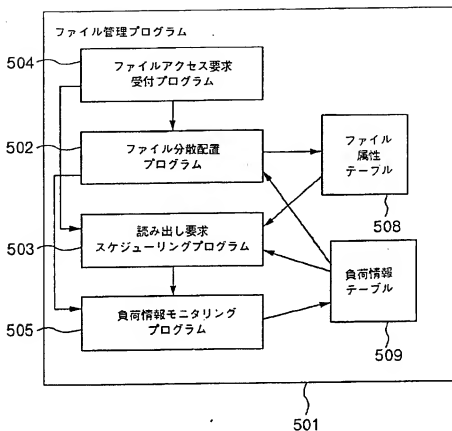 ファイル管理プログラム
504
ファイルアクセス要求
受付プログラム
502
ファイル分散配置
プログラム
ファイル
属性
テーブル
508
503
読み出し要求
スケジューリングプログラム
負荷情報
テーブル
509
505
負荷情報モニタリング
プログラム
501